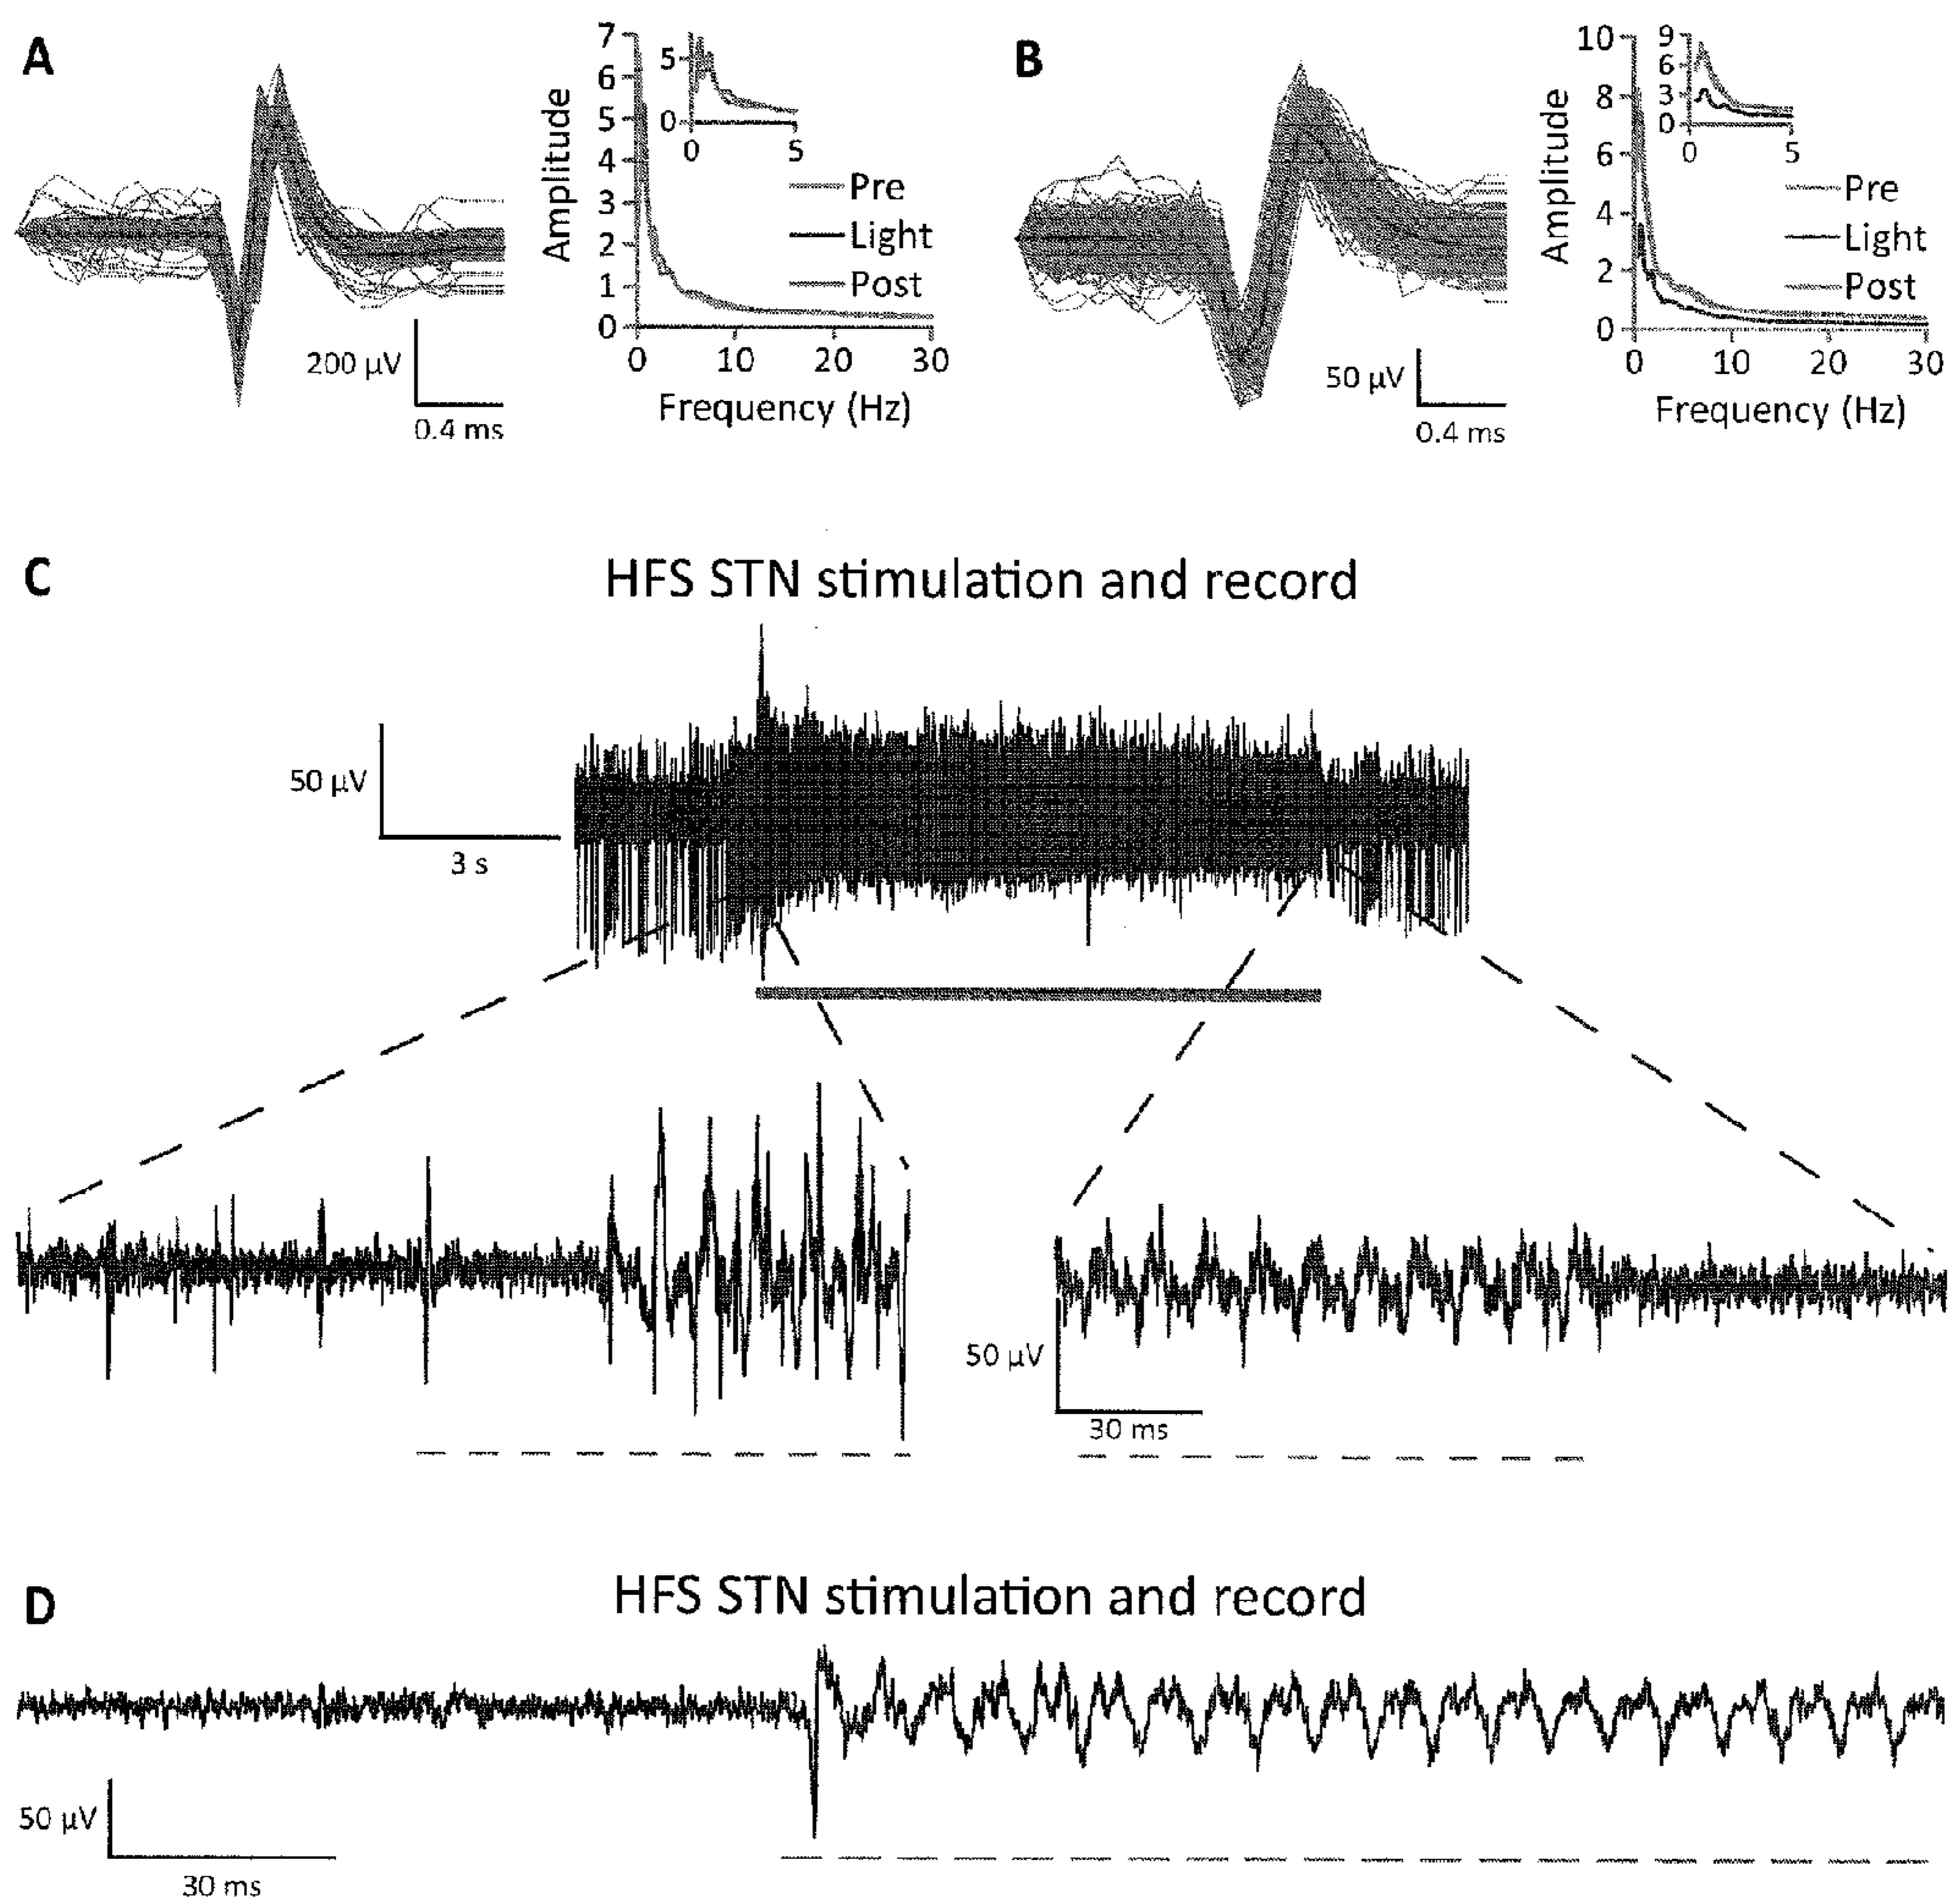 A
7
6
5
4
3
2
1
0
Amplitude
5
0
0 5
Pre
Light
Post
0 10 20 30
Frequency (Hz)
200 µV
0.4 ms
B
10
8
6
4
2
0
Amplitude
9
6
3
0
0 5
Pre
Light
Post
0 10 20 30
Frequency (Hz)
50 µV
0.4 ms
C
HFS STN stimulation and record
50 µV
3 s
50 µV
30 ms
D
HFS STN stimulation and record
50 µV
30 ms